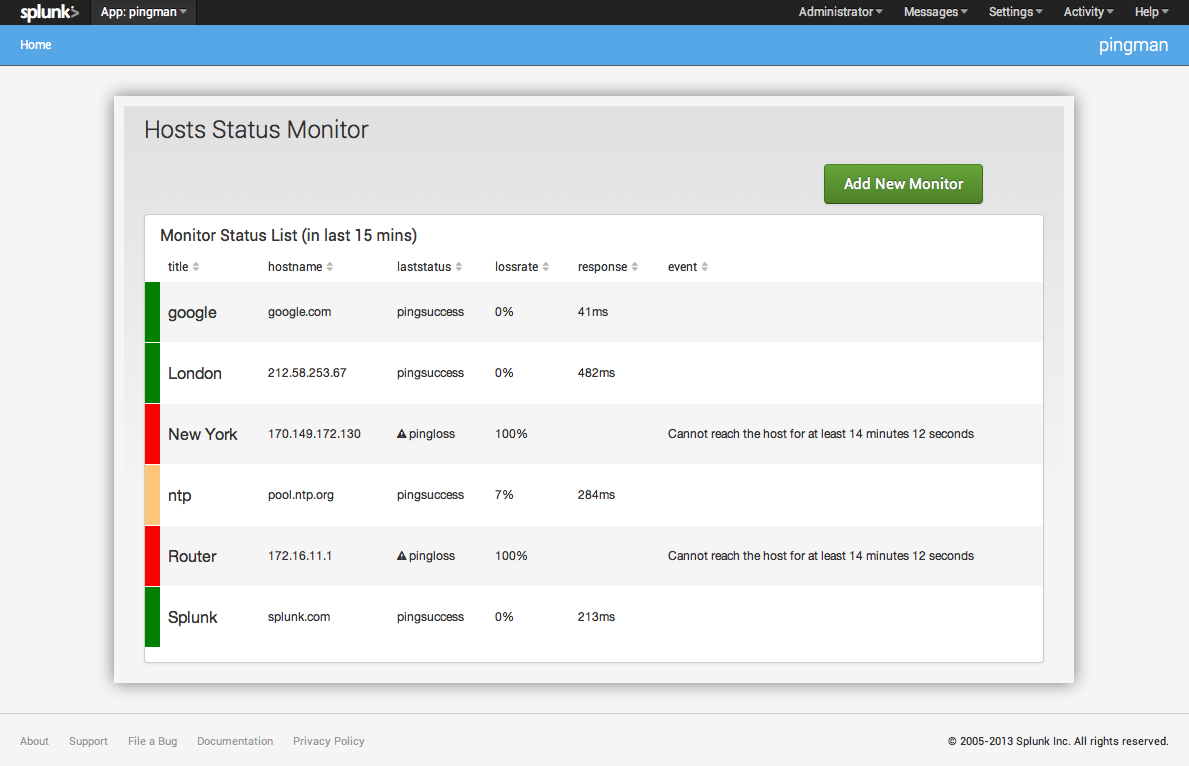 splunk> App: pingman Administrator Messages Settings Activity Help
Home pingman
Hosts Status Monitor
Add New Monitor
Monitor Status List (in last 15 mins)
title hostname laststatus lossrate response event
google google.com pingsuccess 0% 41ms
London 212.58.253.67 pingsuccess 0% 482ms
New York 170.149.172.130 pingloss 100% Cannot reach the host for at least 14 minutes 12 seconds
ntp pool.ntp.org pingsuccess 7% 284ms
Router 172.16.11.1 pingloss 100% Cannot reach the host for at least 14 minutes 12 seconds
Splunk splunk.com pingsuccess 0% 213ms
About Support File a Bug Documentation Privacy Policy © 2005-2013 Splunk Inc. All rights reserved.